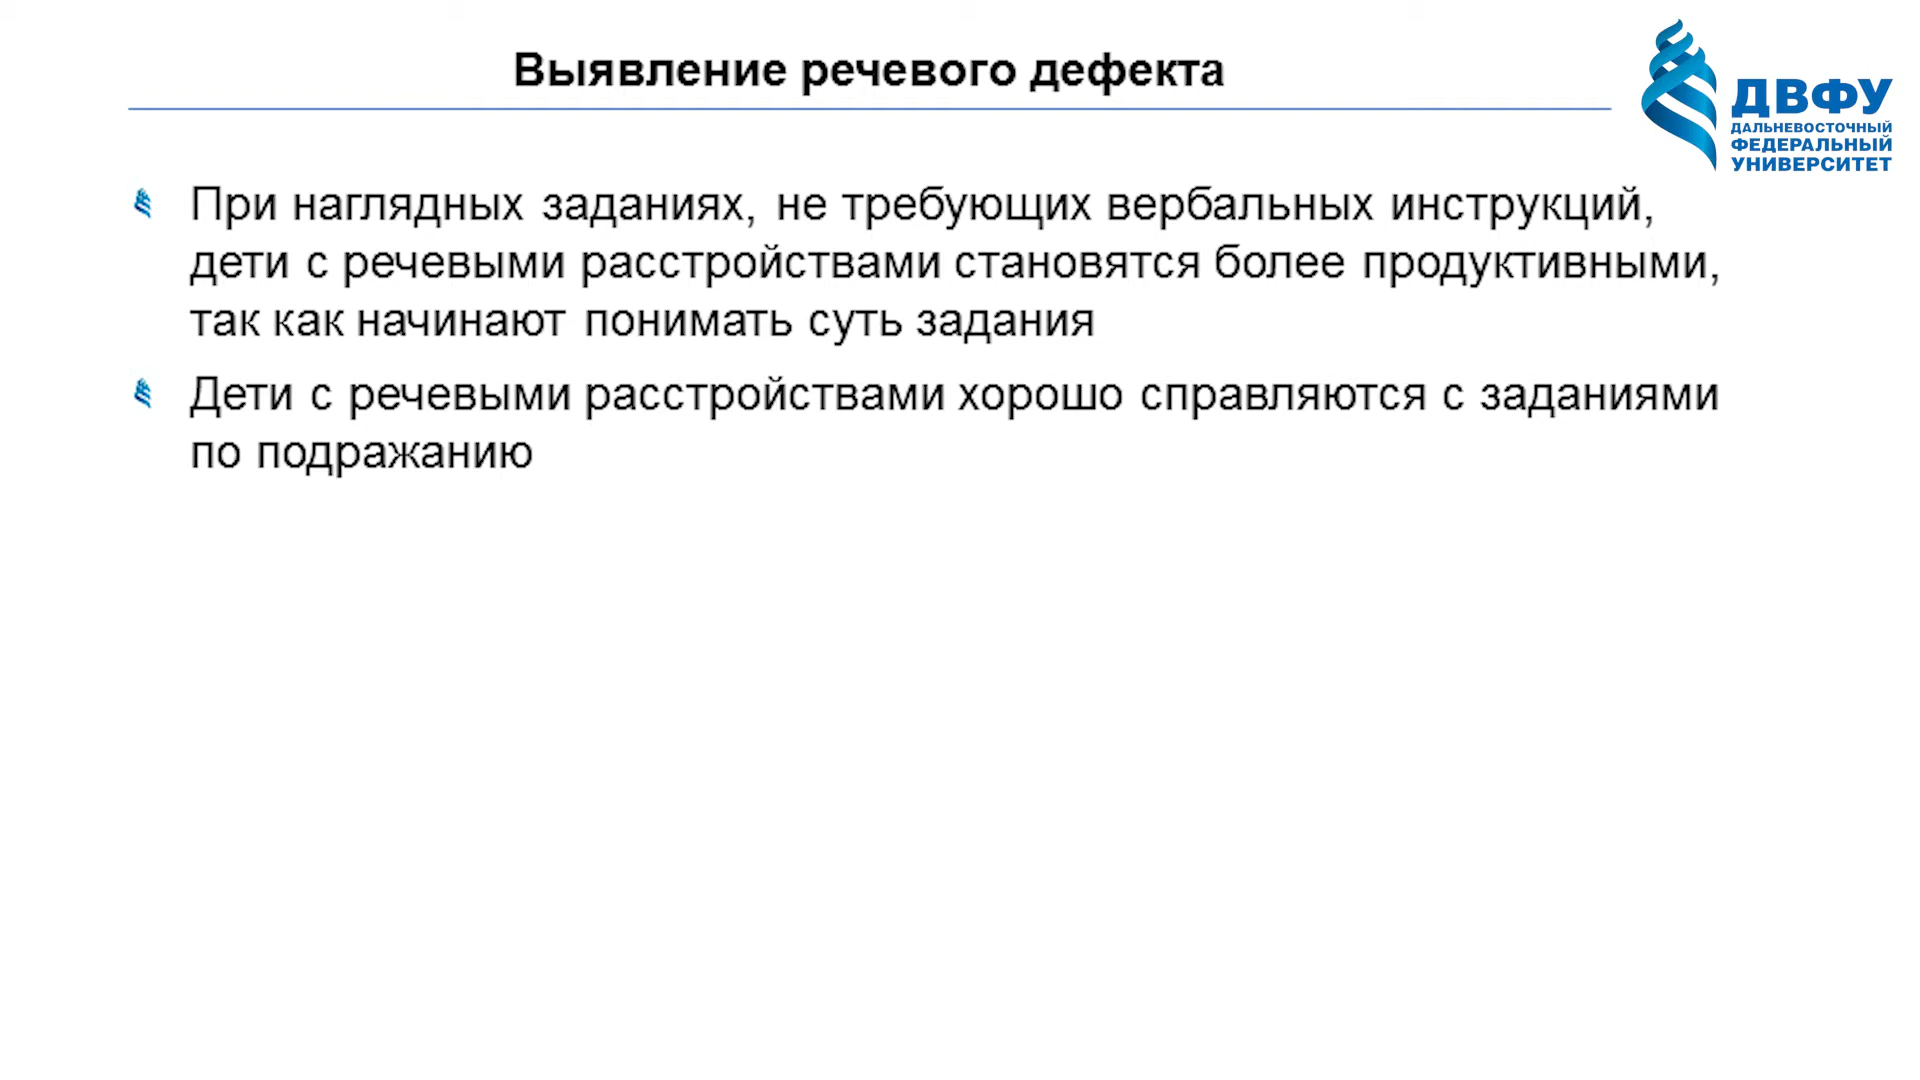 Выявление речевого дефекта
ДВФУ
ДАЛЬНЕВОСТОЧНЫЙ
ФЕДЕРАЛЬНЫЙ
УНИВЕРСИТЕТ
При наглядных заданиях, не требующих вербальных инструкций,
дети с речевыми расстройствами становятся более продуктивными,
так как начинают понимать суть задания
Дети с речевыми расстройствами хорошо справляются с заданиями
по подражанию